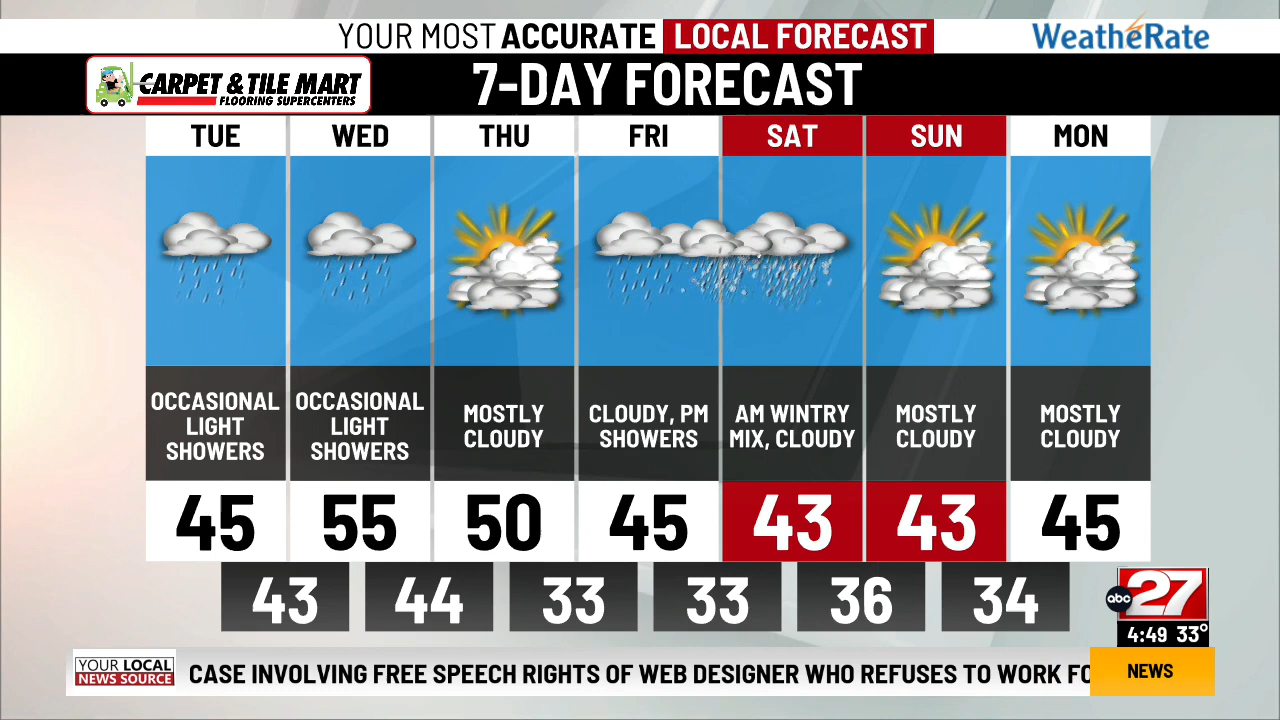 YOUR MOST ACCURATE LOCAL FORECAST
WeatheRate
CARPET & TILE MART
FLOORING SUPERCENTERS
7-DAY FORECAST
TUE WED THU FRI SAT SUN MON
OCCASIONAL LIGHT SHOWERS
OCCASIONAL LIGHT SHOWERS
MOSTLY CLOUDY
CLOUDY, PM SHOWERS
AM WINTRY MIX, CLOUDY
MOSTLY CLOUDY
MOSTLY CLOUDY
45 55 50 45 43 43 45
43 44 33 33 36 34
abc 27
4:49 33°
YOUR LOCAL
NEWS SOURCE
CASE INVOLVING FREE SPEECH RIGHTS OF WEB DESIGNER WHO REFUSES TO WORK FO
NEWS